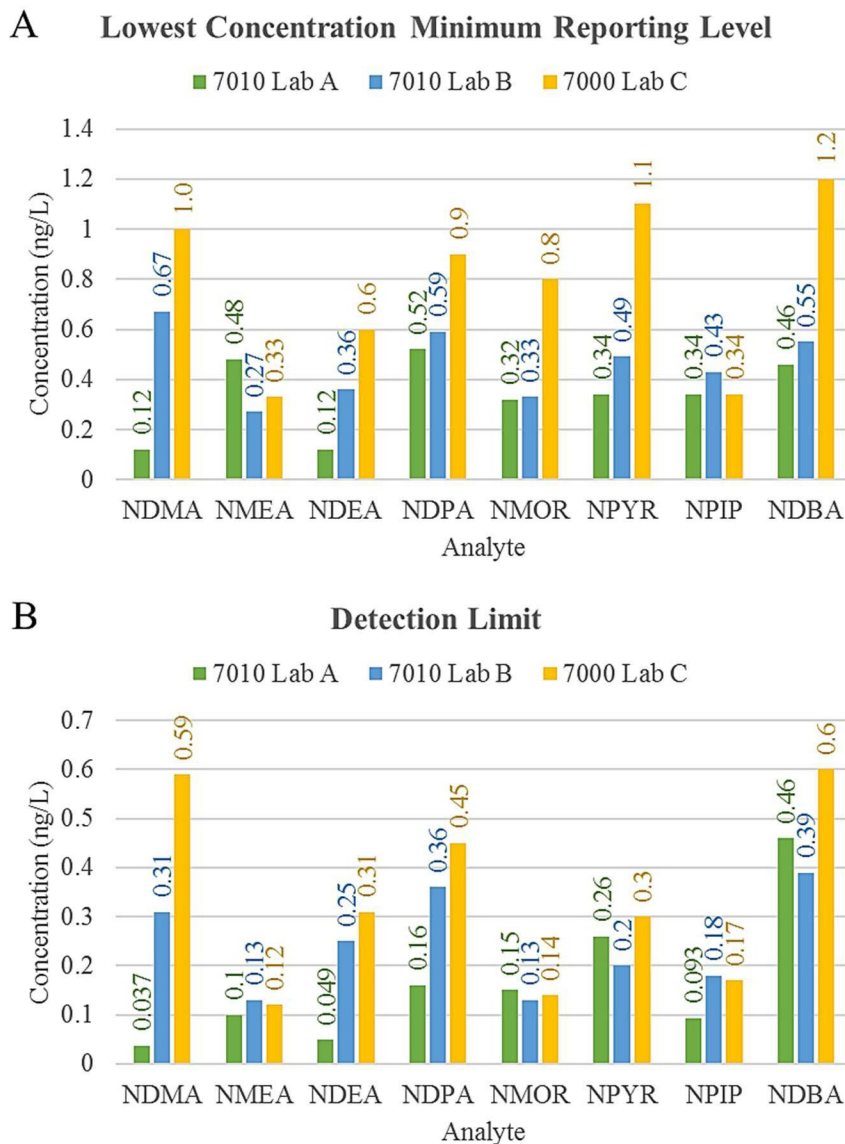 A
Lowest Concentration Minimum Reporting Level
7010 Lab A 7010 Lab B 7000 Lab C
Concentration (ng/L)
1.4
1.2
1
0.8
0.6
0.4
0.2
0
0.12 0.67 1.0
0.48 0.27 0.33
0.12 0.36 0.6
0.52 0.59 0.9
0.32 0.33 0.8
0.34 0.49 1.1
0.34 0.43 0.34
0.46 0.55 1.2
NDMA NMEA NDEA NDPA NMOR NPYR NPIP NDBA
Analyte
B
Detection Limit
7010 Lab A 7010 Lab B 7000 Lab C
Concentration (ng/L)
0.7
0.6
0.5
0.4
0.3
0.2
0.1
0
0.037 0.31 0.59
0.1 0.13 0.12
0.049 0.25 0.31
0.16 0.36 0.45
0.15 0.13 0.14
0.26 0.2 0.3
0.093 0.18 0.17
0.46 0.39 0.6
NDMA NMEA NDEA NDPA NMOR NPYR NPIP NDBA
Analyte